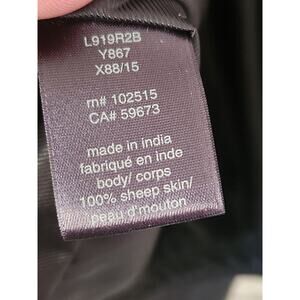 L919R2B
Y867
X88/15
rn# 102515
CA# 59673
made in india
fabriqué en inde
body/ corps
100% sheep skin/
peau d'mouton